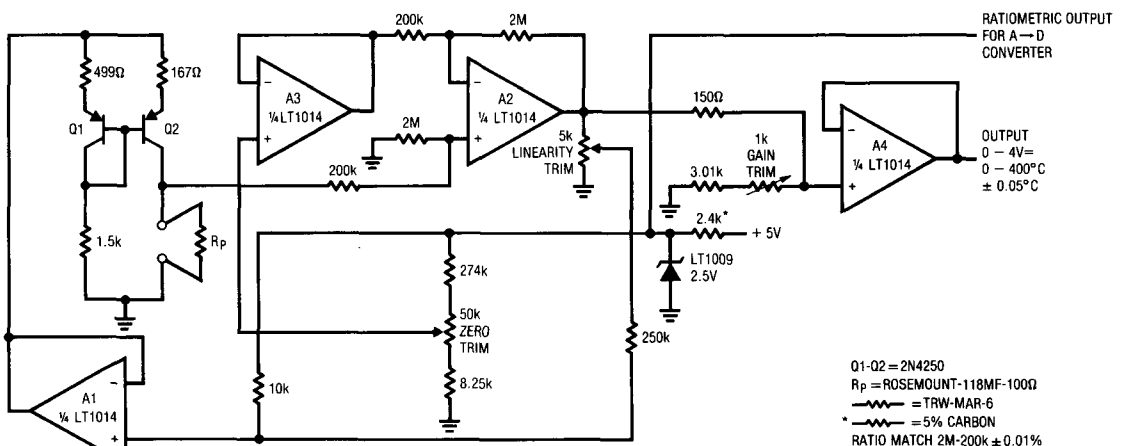 200k
2M
RATIOMETRIC OUTPUT
FOR A→D
CONVERTER
499Ω
167Ω
Q1
Q2
−
A3
¼ LT1014
+
−
A2
¼ LT1014
+
2M
200k
5k
LINEARITY
TRIM
150Ω
1k
GAIN
TRIM
3.01k
−
A4
¼ LT1014
+
OUTPUT
0 – 4V=
0 – 400°C
± 0.05°C
1.5k
Rp
2.4k*
+ 5V
LT1009
2.5V
274k
50k
ZERO
TRIM
8.25k
250k
10k
−
A1
¼ LT1014
+
Q1-Q2 = 2N4250
Rp = ROSEMOUNT-118MF-100Ω
= TRW-MAR-6
* = 5% CARBON
RATIO MATCH 2M-200k ± 0.01%